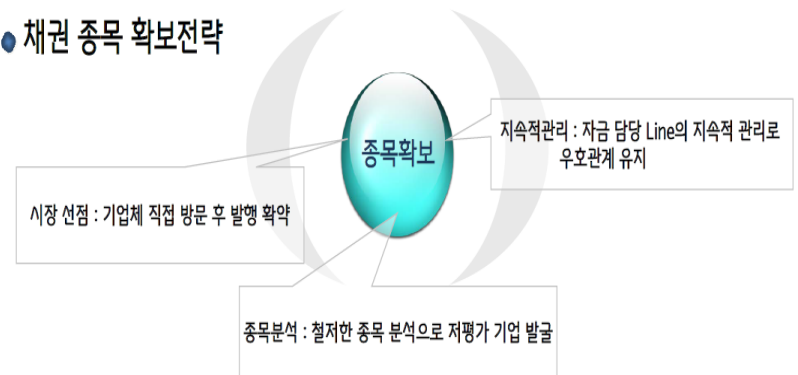 채권 종목 확보전략
종목확보
지속적관리 : 자금 담당 Line의 지속적 관리로
우호관계 유지
시장 선점 : 기업체 직접 방문 후 발행 확약
종목분석 : 철저한 종목 분석으로 저평가 기업 발굴